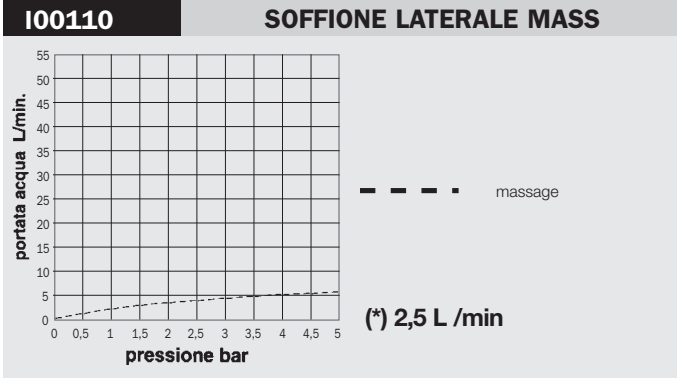 I00110
SOFFIONE LATERALE MASS
portata acqua L/min.
55
50
45
40
35
30
25
20
15
10
5
0
0 0,5 1 1,5 2 2,5 3 3,5 4 4,5 5
pressione bar
massage
(*) 2,5 L /min